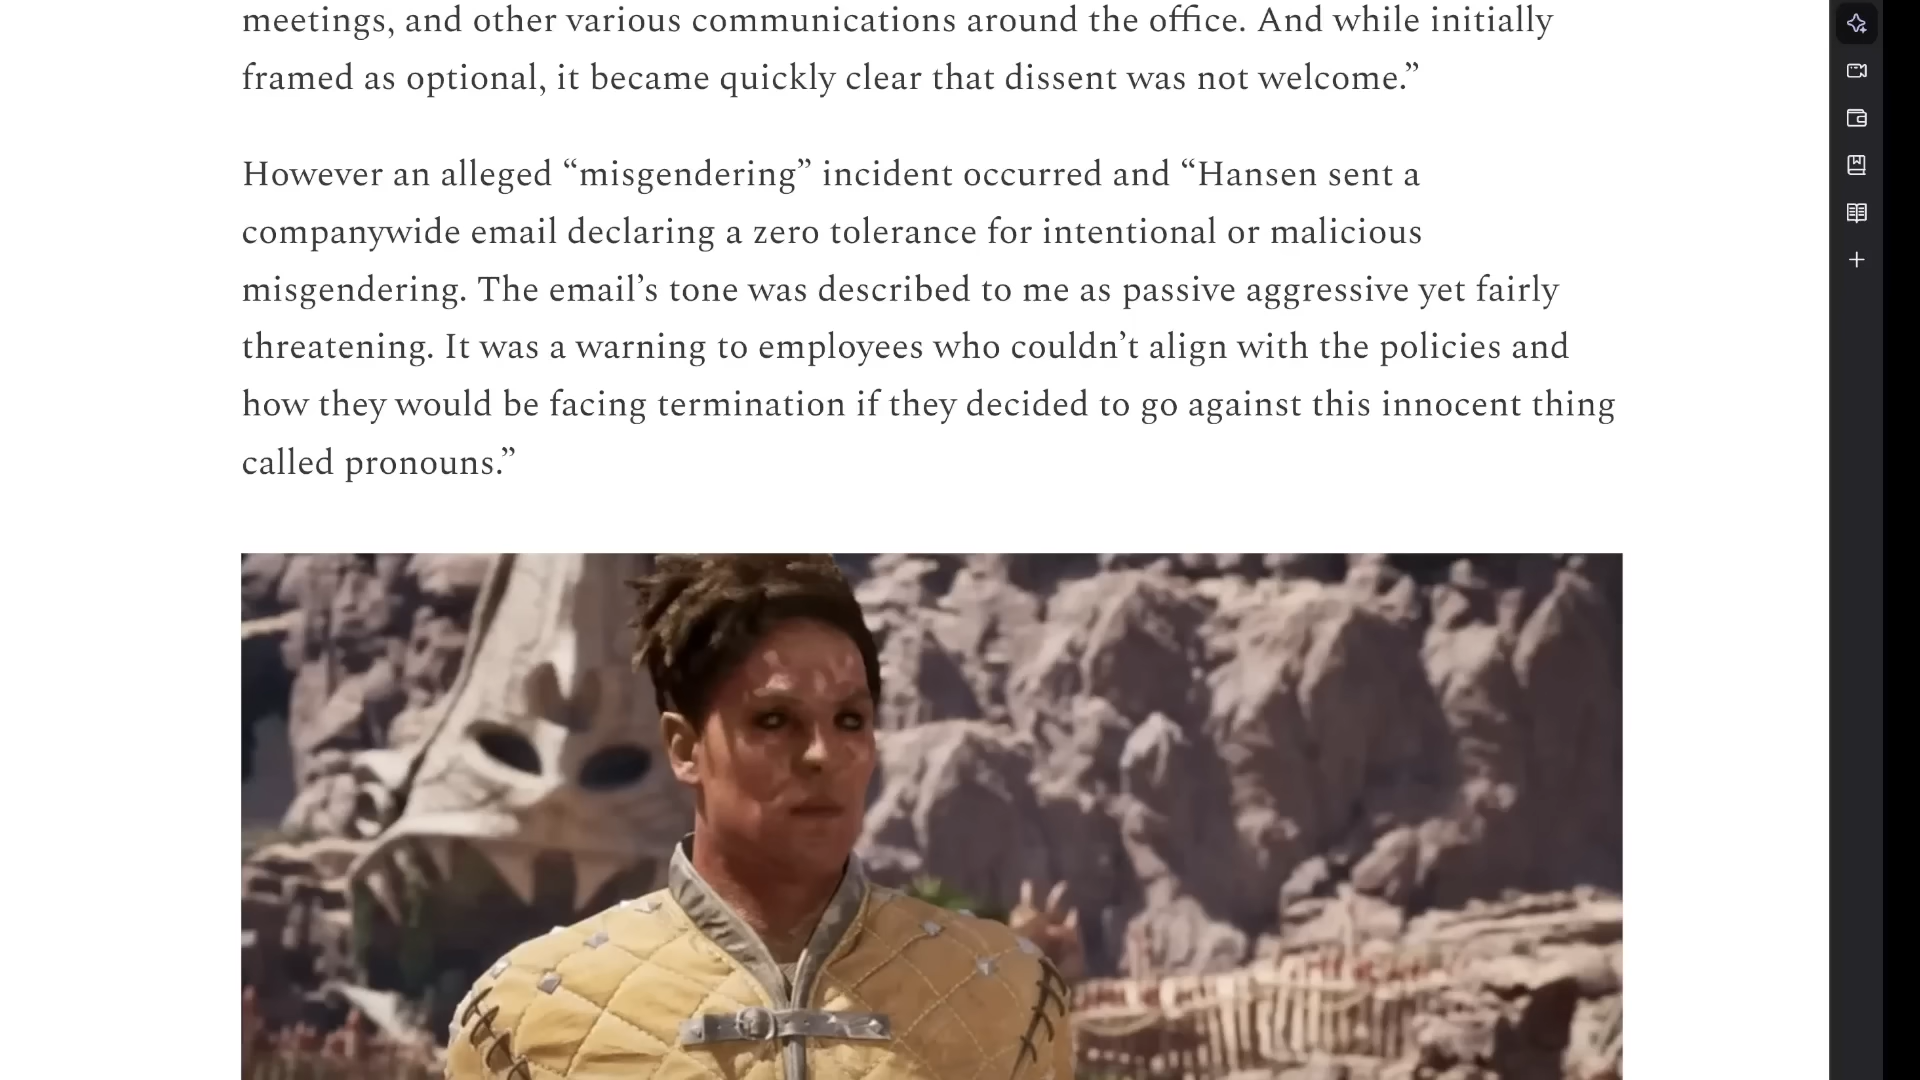 meetings, and other various communications around the office. And while initially
framed as optional, it became quickly clear that dissent was not welcome.”
However an alleged “misgendering” incident occurred and “Hansen sent a
companywide email declaring a zero tolerance for intentional or malicious
misgendering. The email’s tone was described to me as passive aggressive yet fairly
threatening. It was a warning to employees who couldn’t align with the policies and
how they would be facing termination if they decided to go against this innocent thing
called pronouns.”